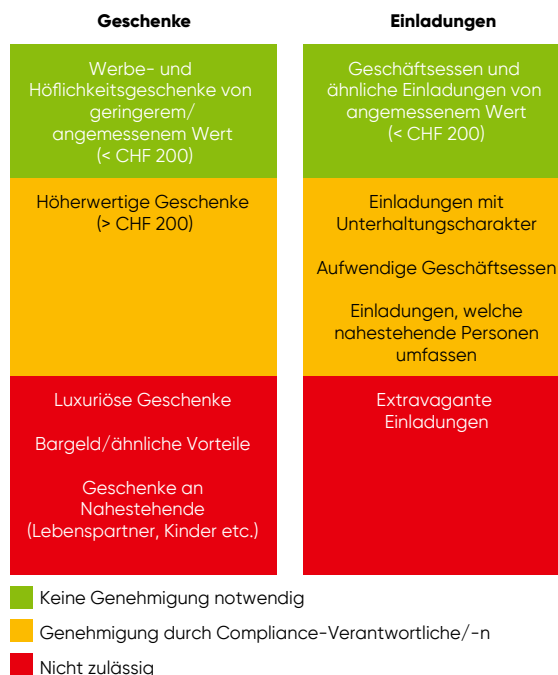 Geschenke
Werbe- und
Höflichkeitsgeschenke von
geringerem/
angemessenem Wert
(< CHF 200)
Höherwertige Geschenke
(> CHF 200)
Luxuriöse Geschenke
Bargeld/ähnliche Vorteile
Geschenke an
Nahestehende
(Lebenspartner, Kinder etc.)
Einladungen
Geschäftsessen und
ähnliche Einladungen von
angemessenem Wert
(< CHF 200)
Einladungen mit
Unterhaltungscharakter
Aufwendige Geschäftsessen
Einladungen, welche
nahestehende Personen
umfassen
Extravagante
Einladungen
Keine Genehmigung notwendig
Genehmigung durch Compliance-Verantwortliche/-n
Nicht zulässig